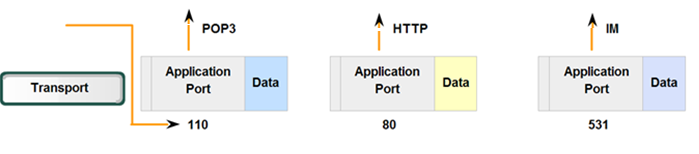 POP3
HTTP
IM
Transport
Application
Port
Data
Application
Port
Data
Application
Port
Data
110
80
531